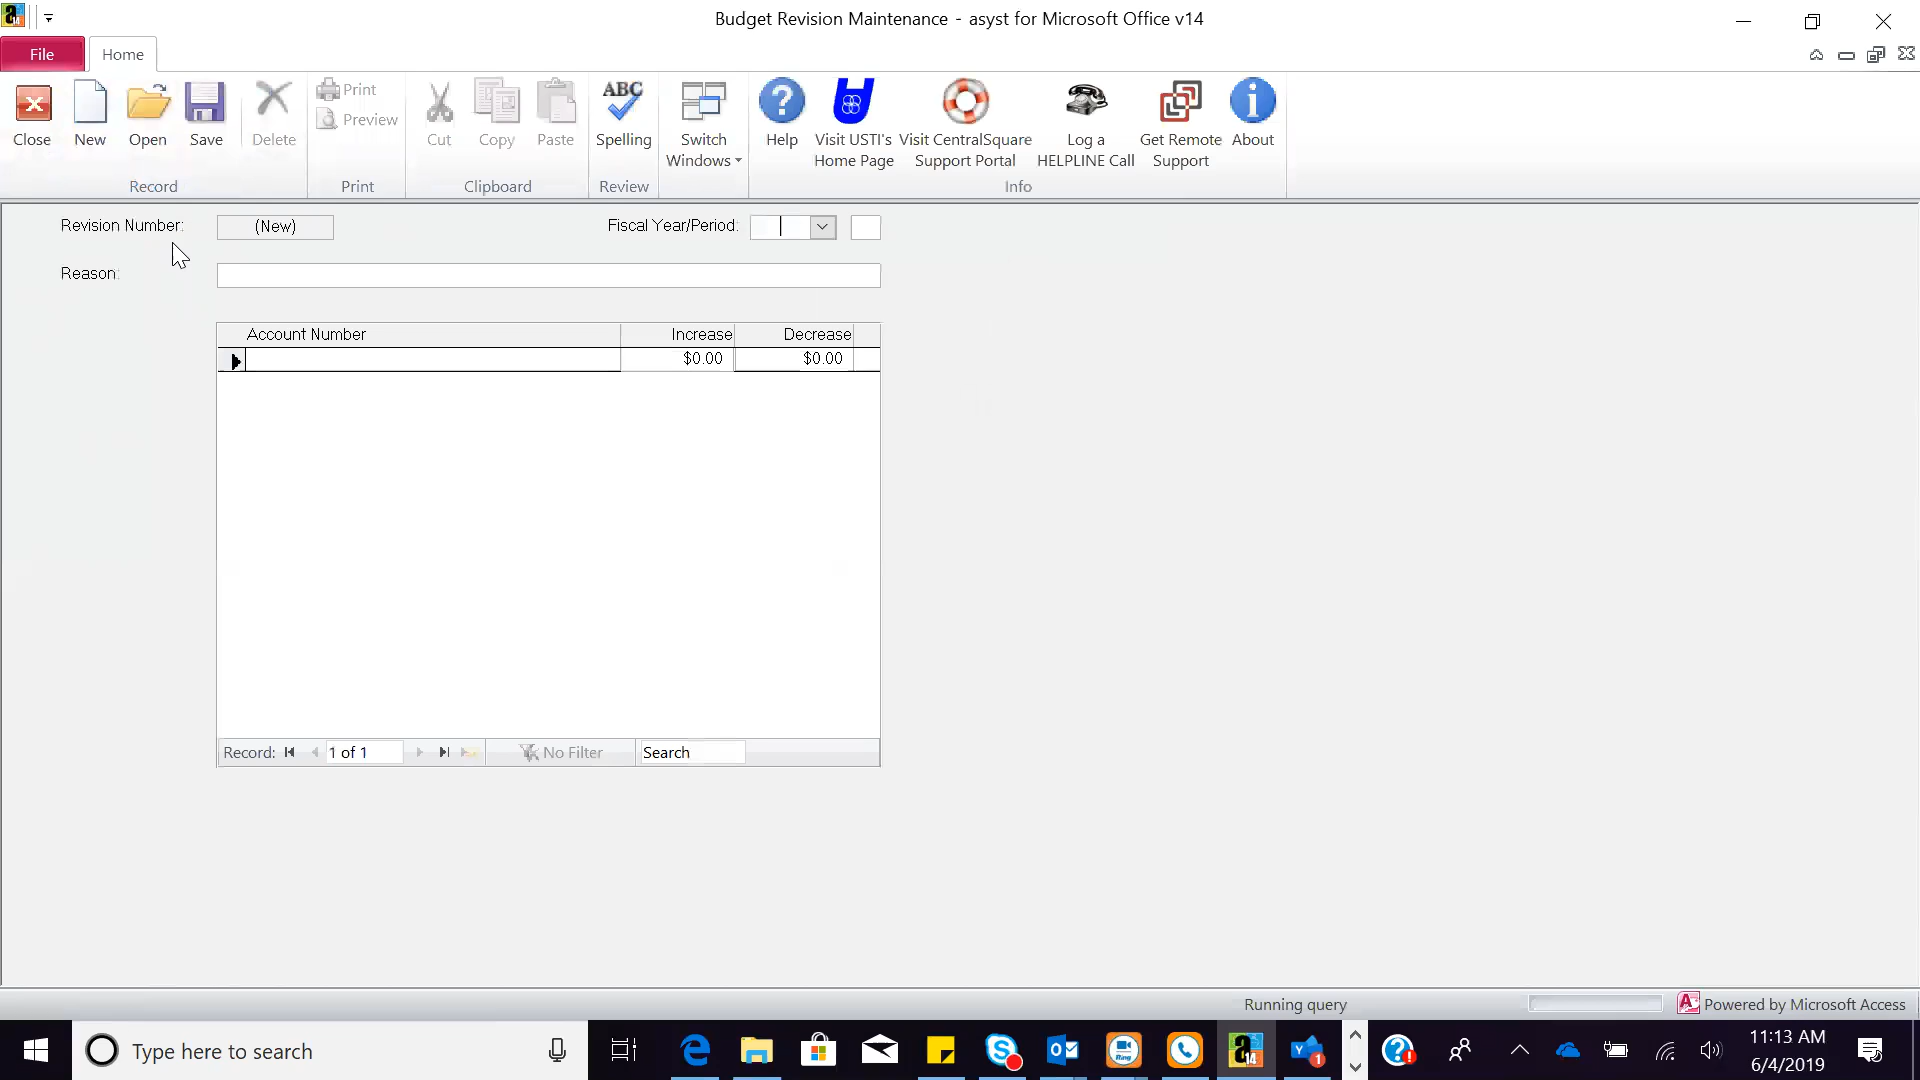 Budget Revision Maintenance - asyst for Microsoft Office v14
File Home
Close New Open Save Delete
Print
Preview
Cut Copy Paste
Spelling
Switch Windows
Help
Visit USTI's Home Page
Visit CentralSquare Support Portal
Log a HELPLINE Call
Get Remote Support
About
Record Print Clipboard Review Info
Revision Number: (New) Fiscal Year/Period:
Reason:
Account Number Increase Decrease
$0.00 $0.00
Record: 1 of 1 No Filter Search
Running query Powered by Microsoft Access
Type here to search
11:13 AM
6/4/2019